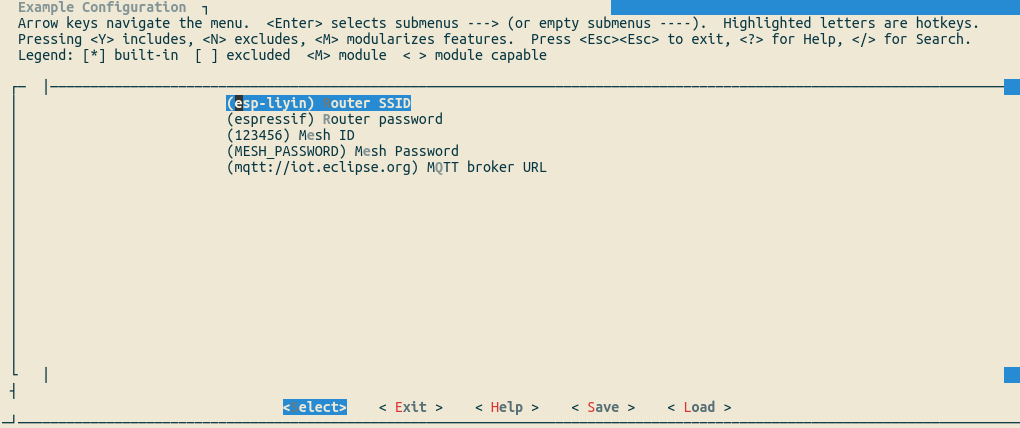 Example Configuration
Arrow keys navigate the menu.  <Enter> selects submenus ---> (or empty submenus ----).  Highlighted letters are hotkeys.
Pressing <Y> includes, <N> excludes, <M> modularizes features.  Press <Esc><Esc> to exit, <?> for Help, </> for Search.
Legend: [*] built-in  [ ] excluded  <M> module  < > module capable
(esp-liyin) Router SSID
(espressif) Router password
(123456) Mesh ID
(MESH_PASSWORD) Mesh Password
(mqtt://iot.eclipse.org) MQTT broker URL
< elect>    < Exit >    < Help >    < Save >    < Load >